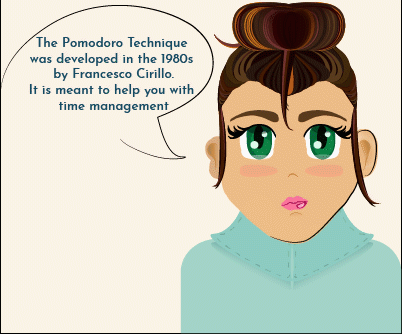 The Pomodoro Technique
was developed in the 1980s
by Francesco Cirillo.
It is meant to help you with
time management